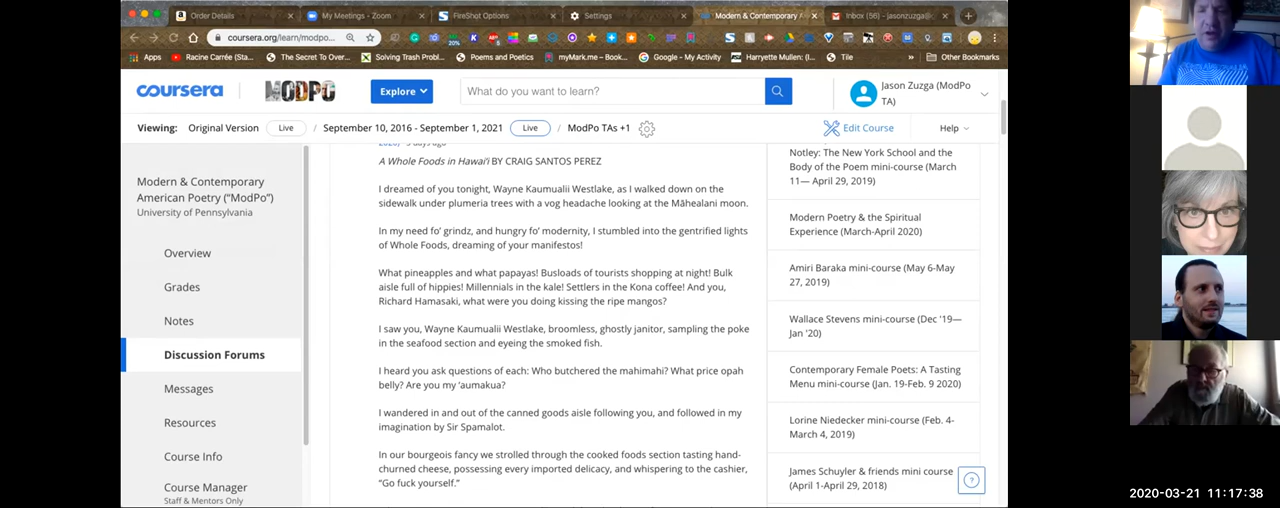 Order Details
My Meetings - Zoom
FireShot Options
Settings
Modern & Contemporary A
Inbox (56) - jasonzuzga@
coursera.org/learn/modpo...
Apps
Racine Carrée (Sta...
The Secret To Over...
Solving Trash Probl...
Poems and Poetics
myMark.me – Book...
Google - My Activity
Harryette Mullen: (I...
Tile
»
Other Bookmarks
coursera
MODPO
Explore
What do you want to learn?
Jason Zuzga (ModPo
TA)
Viewing: Original Version Live / September 10, 2016 - September 1, 2021 Live / ModPo TAs +1
Edit Course
Help
Modern & Contemporary
American Poetry ("ModPo")
University of Pennsylvania
Overview
Grades
Notes
Discussion Forums
Messages
Resources
Course Info
Course Manager
Staff & Mentors Only
A Whole Foods in Hawai'i BY CRAIG SANTOS PEREZ
I dreamed of you tonight, Wayne Kaumualii Westlake, as I walked down on the
sidewalk under plumeria trees with a vog headache looking at the Māhealani moon.
In my need fo' grindz, and hungry fo' modernity, I stumbled into the gentrified lights
of Whole Foods, dreaming of your manifestos!
What pineapples and what papayas! Busloads of tourists shopping at night! Bulk
aisle full of hippies! Millennials in the kale! Settlers in the Kona coffee! And you,
Richard Hamasaki, what were you doing kissing the ripe mangos?
I saw you, Wayne Kaumualii Westlake, broomless, ghostly janitor, sampling the poke
in the seafood section and eyeing the smoked fish.
I heard you ask questions of each: Who butchered the mahimahi? What price opah
belly? Are you my 'aumakua?
I wandered in and out of the canned goods aisle following you, and followed in my
imagination by Sir Spamalot.
In our bourgeois fancy we strolled through the cooked foods section tasting hand-
churned cheese, possessing every imported delicacy, and whispering to the cashier,
"Go fuck yourself."
Notley: The New York School and the
Body of the Poem mini-course (March
11— April 29, 2019)
Modern Poetry & the Spiritual
Experience (March-April 2020)
Amiri Baraka mini-course (May 6-May
27, 2019)
Wallace Stevens mini-course (Dec '19—
Jan '20)
Contemporary Female Poets: A Tasting
Menu mini-course (Jan. 19-Feb. 9 2020)
Lorine Niedecker mini-course (Feb. 4-
March 4, 2019)
James Schuyler & friends mini course
(April 1-April 29, 2018)
2020-03-21 11:17:38